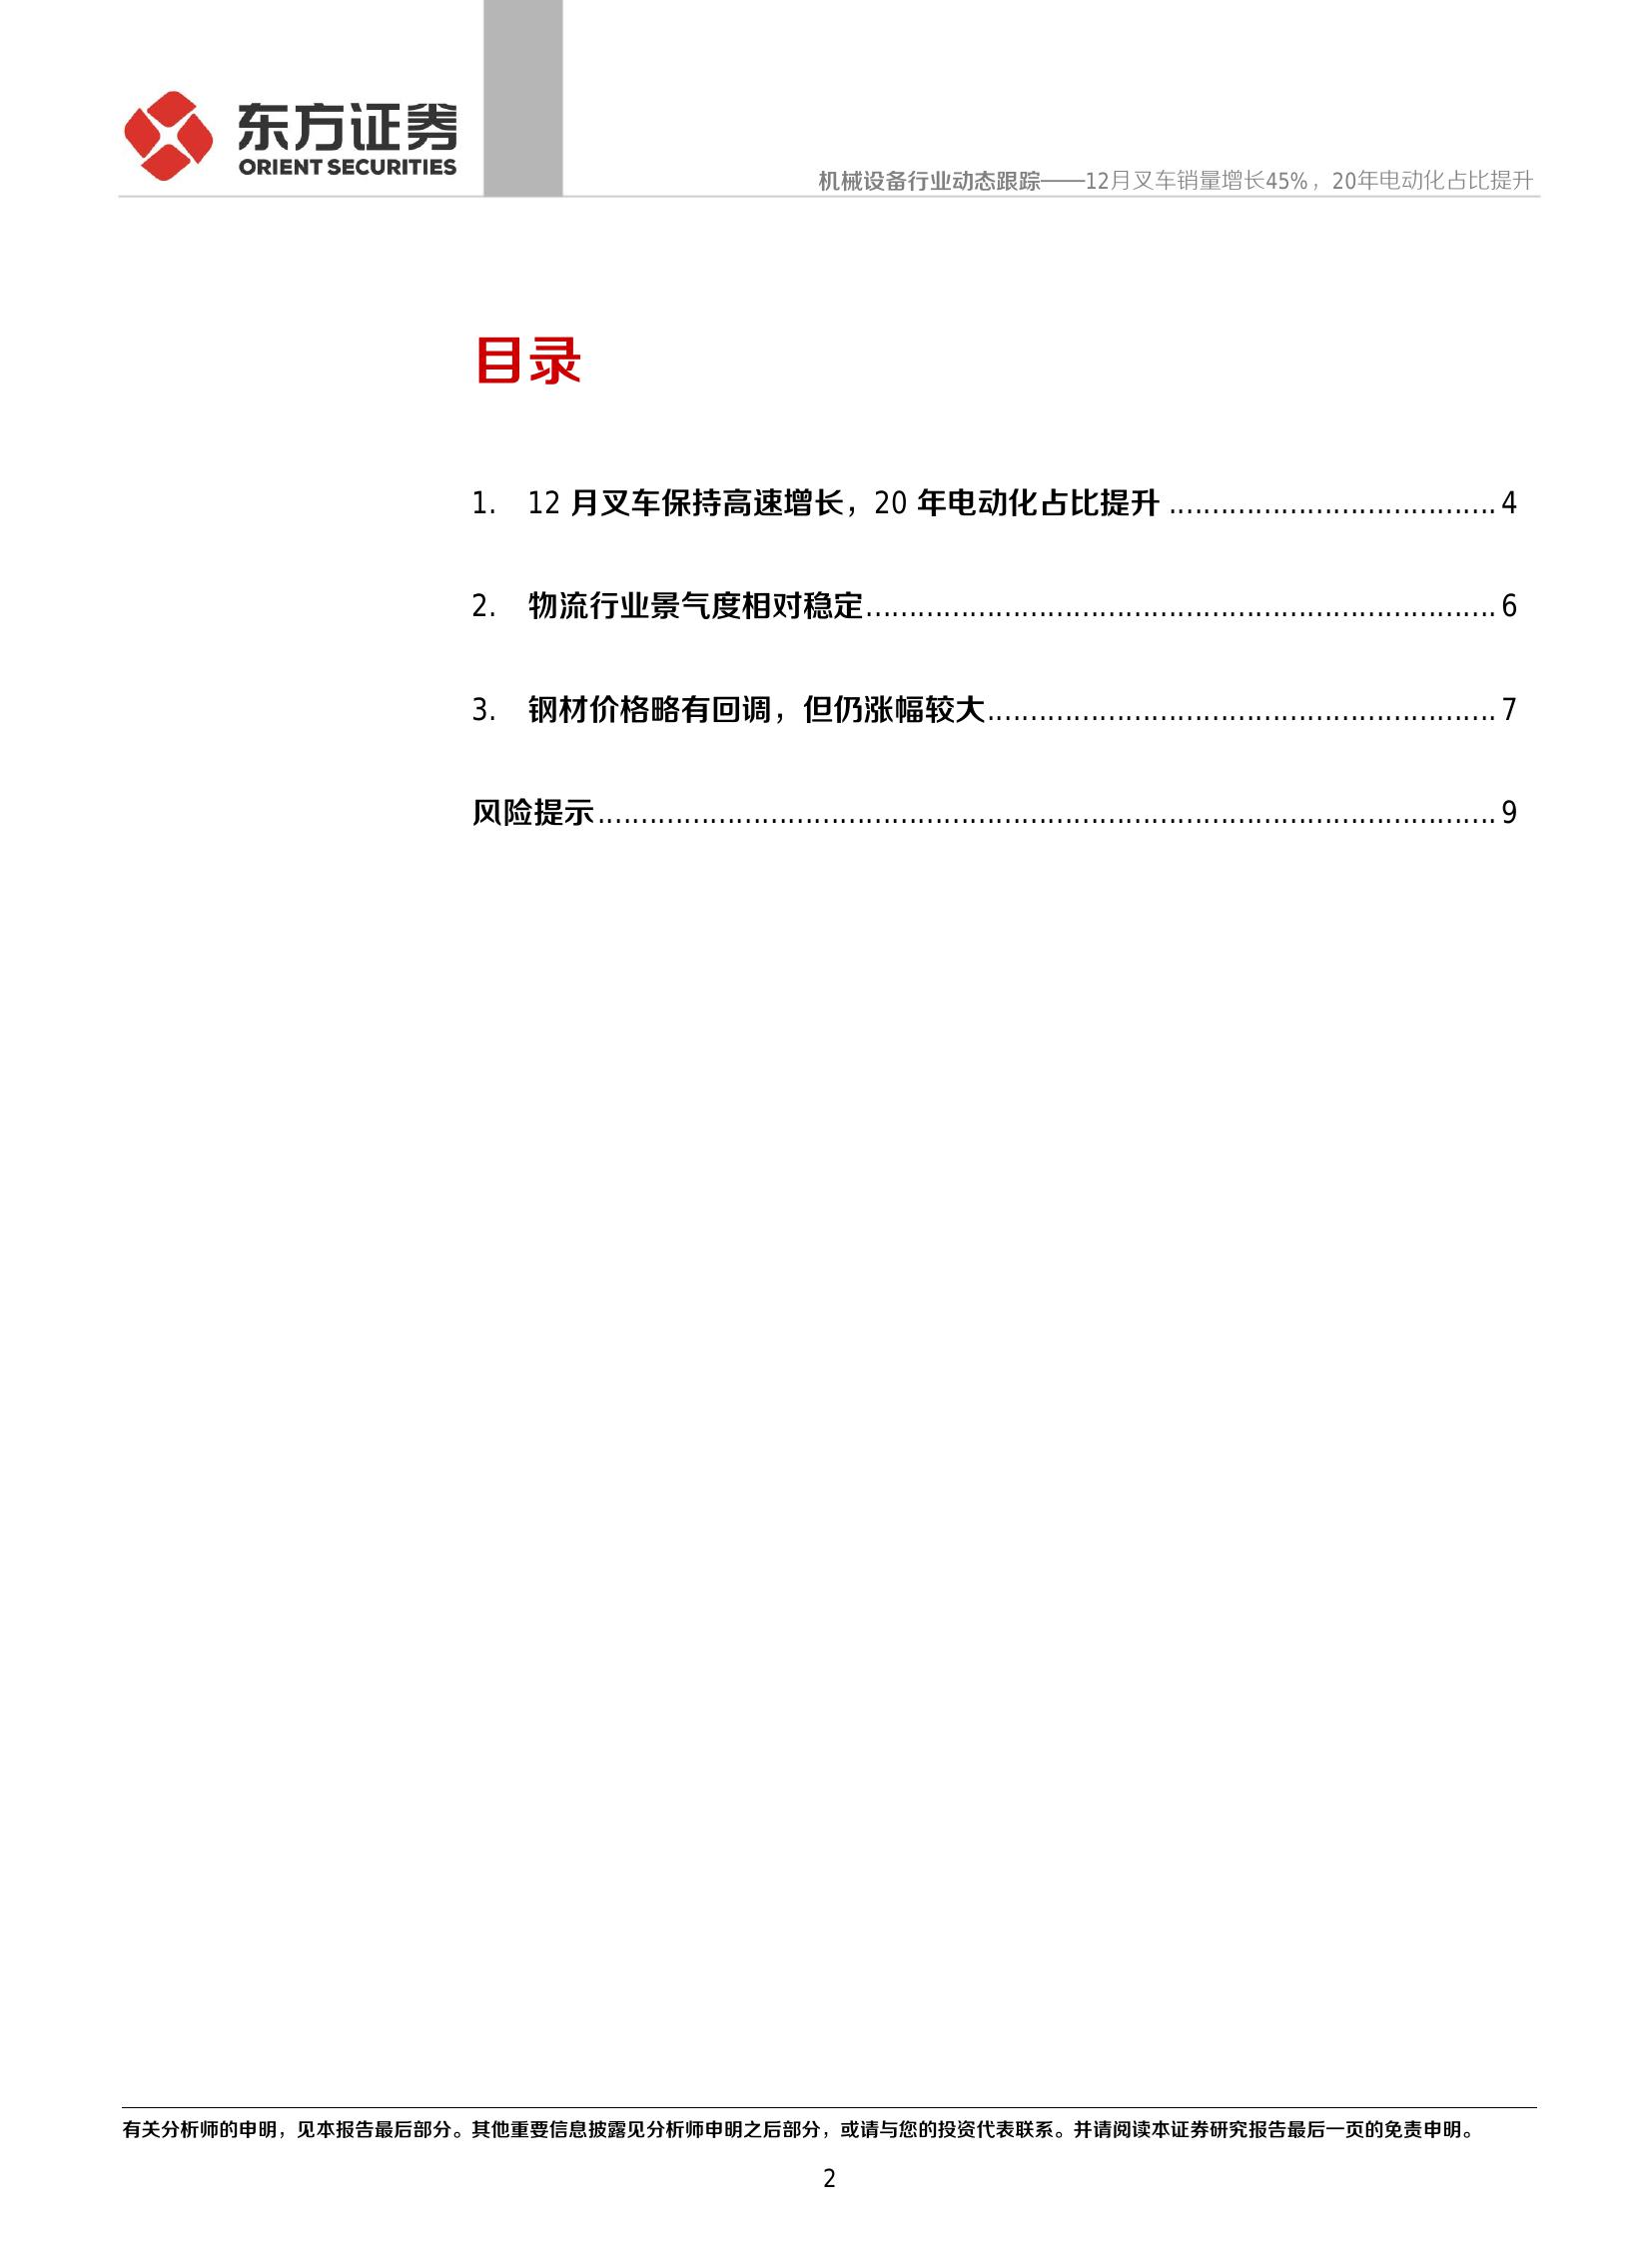 东方证券
ORIENT SECURITIES
机械设备行业动态跟踪——12月叉车销量增长45%，20年电动化占比提升
目录
1. 12 月叉车保持高速增长，20 年电动化占比提升 ...................................... 4
2. 物流行业景气度相对稳定......................................................................... 6
3. 钢材价格略有回调，但仍涨幅较大........................................................... 7
风险提示........................................................................................................ 9
有关分析师的申明，见本报告最后部分。其他重要信息披露见分析师申明之后部分，或请与您的投资代表联系。并请阅读本证券研究报告最后一页的免责申明。
2